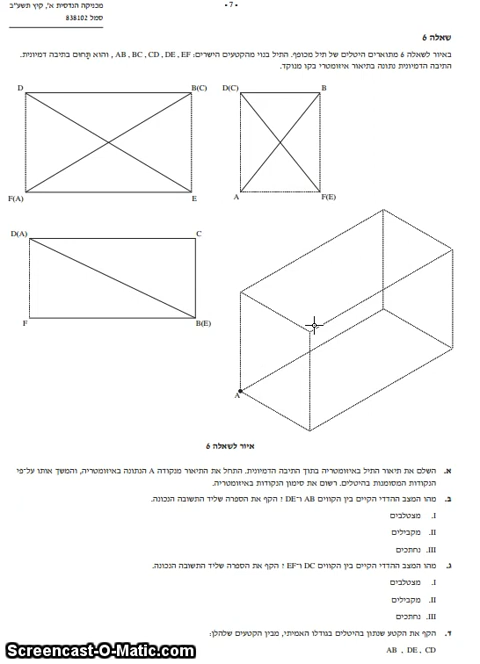 מכניקה הנדסית א', קיץ תשע"ב
- 7 -
סמל 838102
שאלה 6
באיור לשאלה 6 מתוארים היטלים של תיל מכופף. התיל בנוי מהקטעים הישרים: AB , BC , CD , DE , EF , והוא תָחוּם בתיבה דמיונית.
התיבה הדמיונית נתונה בתיאור איזומטרי בקו מנוקד.
D B(C) D(C) B
F(A) E A F(E)
D(A) C
F B(E)
A
איור לשאלה 6
א. השלם את תיאור התיל באיזומטריה בתוך התיבה הדמיונית. התחל את התיאור מנקודה A הנתונה באיזומטריה, והמשך אותו על־פי
הנקודות המסומנות בהיטלים. רשום את סימון הנקודות באיזומטריה.
ב. מהו המצב ההדדי הקיים בין הקווים AB ו־DE ? הקף את הספרה שליד התשובה הנכונה.
I. מצטלבים
II. מקבילים
III. נחתכים
ג. מהו המצב ההדדי הקיים בין הקווים DC ו־EF ? הקף את הספרה שליד התשובה הנכונה.
I. מצטלבים
II. מקבילים
III. נחתכים
ד. הקף את הקטע שנתון בהיטלים בגודלו האמיתי, מבין הקטעים שלהלן:
AB , DE , CD
Screencast-O-Matic.com